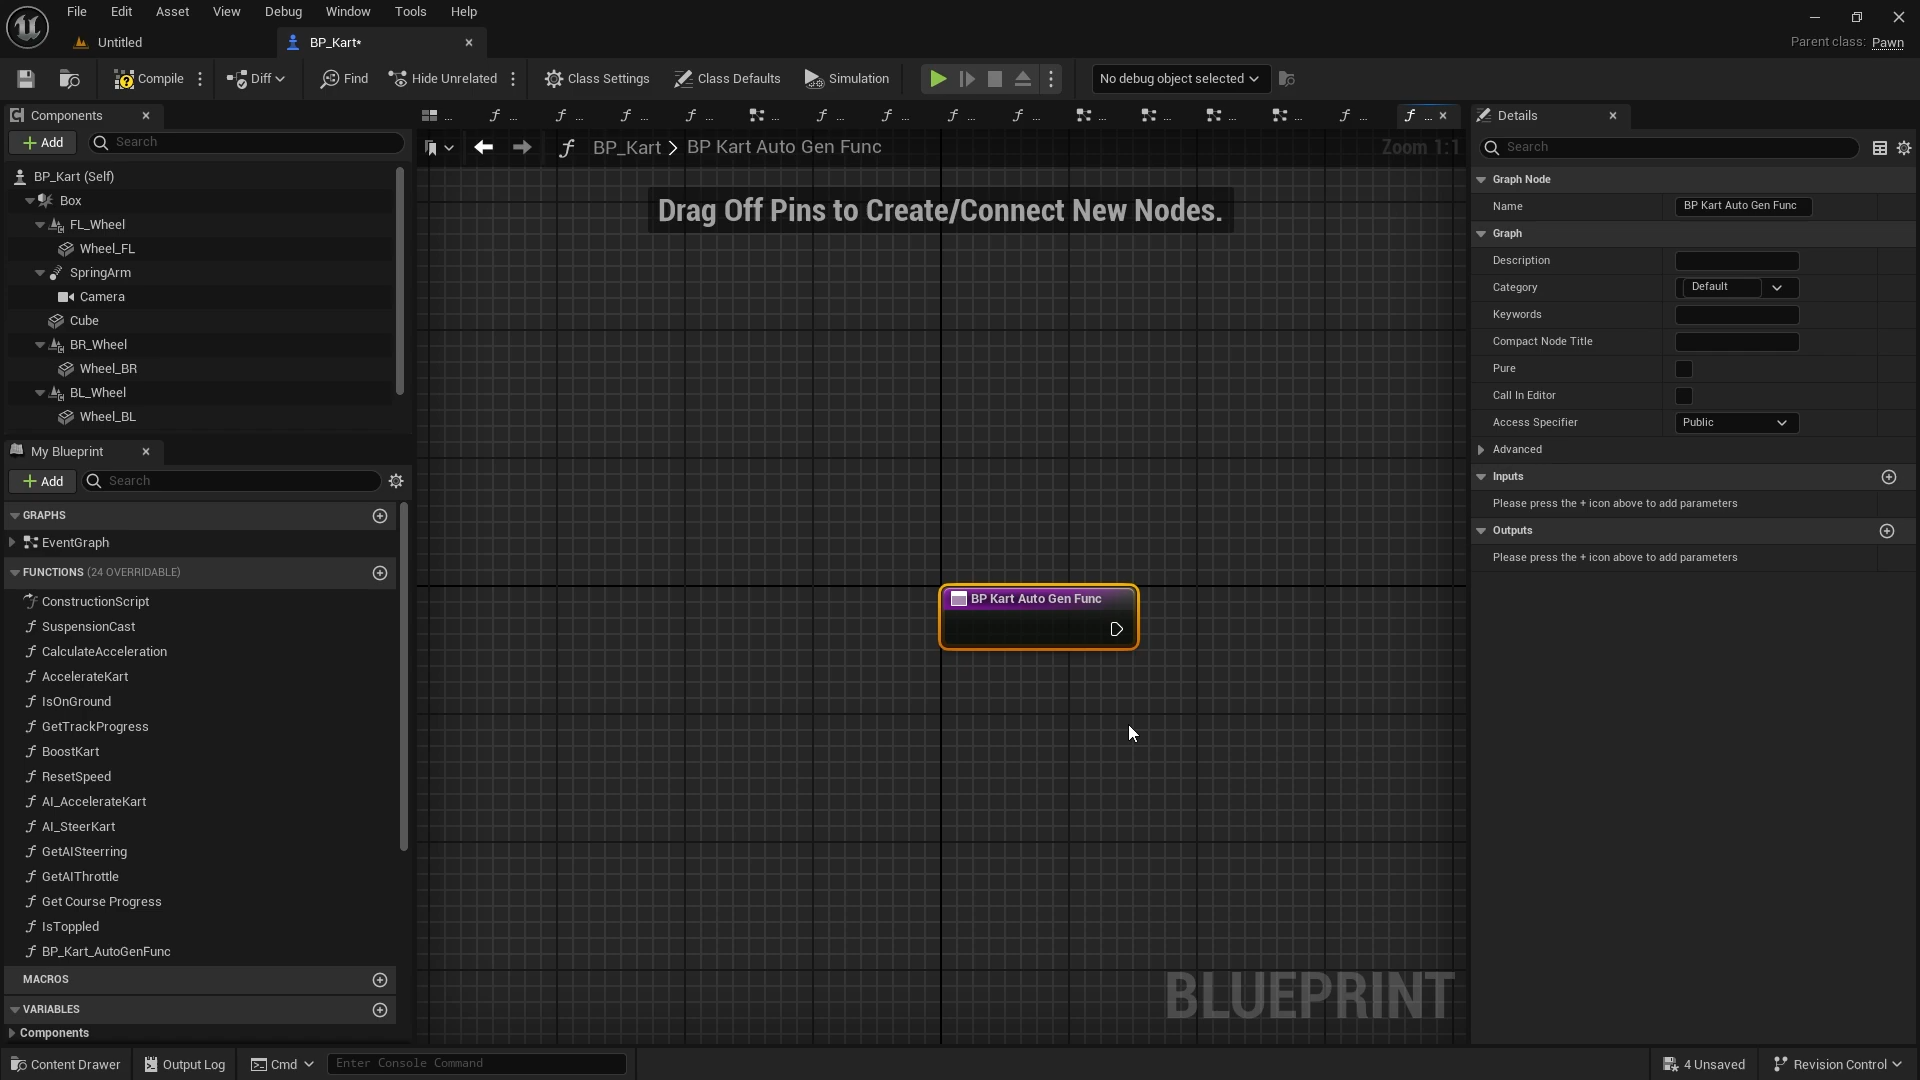 File Edit Asset View Debug Window Tools Help
Untitled
BP_Kart*
Parent class: Pawn
Compile
Diff
Find
Hide Unrelated
Class Settings
Class Defaults
Simulation
No debug object selected
Components
Add
Search
BP_Kart (Self)
Box
FL_Wheel
Wheel_FL
SpringArm
Camera
Cube
BR_Wheel
Wheel_BR
BL_Wheel
Wheel_BL
My Blueprint
Add
Search
GRAPHS
EventGraph
FUNCTIONS (24 OVERRIDABLE)
ConstructionScript
SuspensionCast
CalculateAcceleration
AccelerateKart
IsOnGround
GetTrackProgress
BoostKart
ResetSpeed
AI_AccelerateKart
AI_SteerKart
GetAISteerring
GetAIThrottle
Get Course Progress
IsToppled
BP_Kart_AutoGenFunc
MACROS
VARIABLES
Components
BP_Kart > BP Kart Auto Gen Func
Zoom 1:1
Drag Off Pins to Create/Connect New Nodes.
BP Kart Auto Gen Func
BLUEPRINT
Details
Search
Graph Node
Name BP Kart Auto Gen Func
Graph
Description
Category Default
Keywords
Compact Node Title
Pure
Call In Editor
Access Specifier Public
Advanced
Inputs
Please press the + icon above to add parameters
Outputs
Please press the + icon above to add parameters
Content Drawer
Output Log
Cmd
Enter Console Command
4 Unsaved
Revision Control